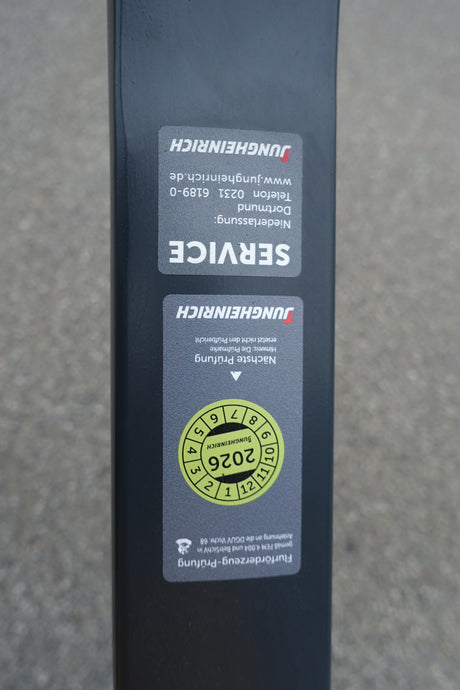 Flurförderzeug-Prüfung
gemäß FEM 4.004 und BetrSichV in
Anlehnung an die DGUV Vschr. 68
1 2 3 4 5 6 7 8 9 10 11 12
2026
JUNGHEINRICH
Nächste Prüfung
Hinweis: Die Prüfmarke
ersetzt nicht den Prüfbericht
JUNGHEINRICH
SERVICE
Niederlassung:
Dortmund
Telefon 0231 6189-0
www.jungheinrich.de
JUNGHEINRICH